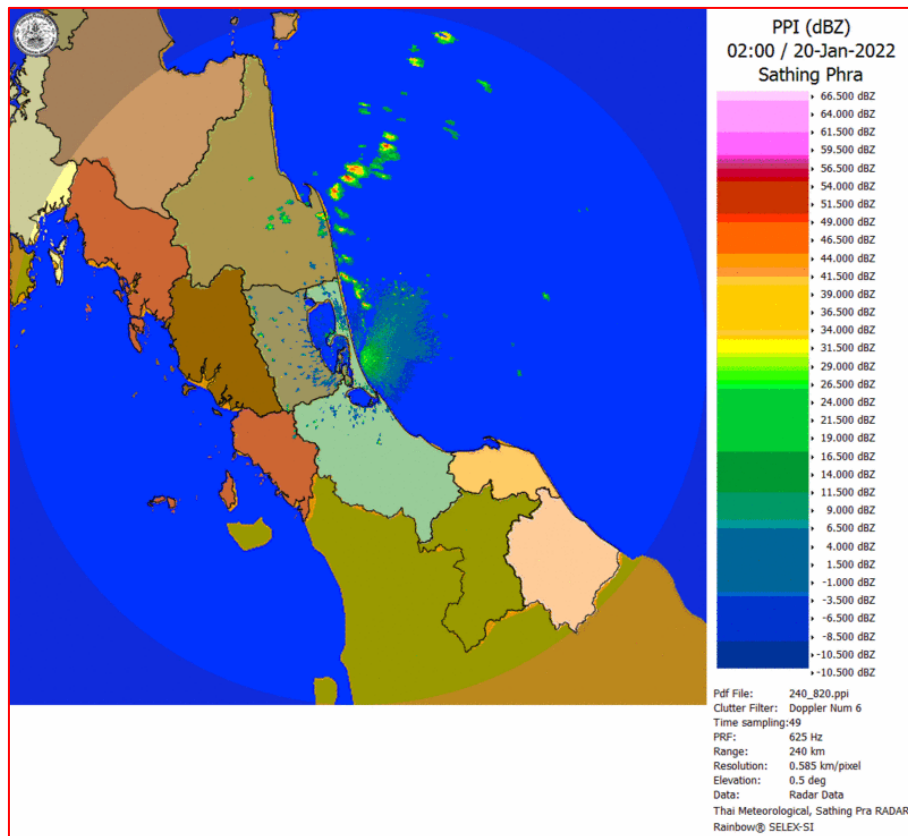 PPI (dBZ)
02:00 / 20-Jan-2022
Sathing Phra
66.500 dBZ
64.000 dBZ
61.500 dBZ
59.500 dBZ
56.500 dBZ
54.000 dBZ
51.500 dBZ
49.000 dBZ
46.500 dBZ
44.000 dBZ
41.500 dBZ
39.000 dBZ
36.500 dBZ
34.000 dBZ
31.500 dBZ
29.000 dBZ
26.500 dBZ
24.000 dBZ
21.500 dBZ
19.000 dBZ
16.500 dBZ
14.000 dBZ
11.500 dBZ
9.000 dBZ
6.500 dBZ
4.000 dBZ
1.500 dBZ
-1.000 dBZ
-3.500 dBZ
-6.500 dBZ
-8.500 dBZ
-10.500 dBZ
-10.500 dBZ
Pdf File: 240_820.ppi
Clutter Filter: Doppler Num 6
Time sampling:49
PRF: 625 Hz
Range: 240 km
Resolution: 0.585 km/pixel
Elevation: 0.5 deg
Data: Radar Data
Thai Meteorological, Sathing Pra RADAR
Rainbow® SELEX-SI